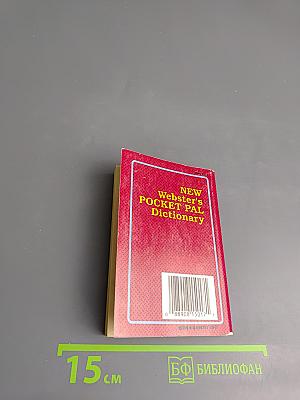 NEW
Webster's
POCKET PAL
Dictionary
15 см
БФ БИБЛИОФАН